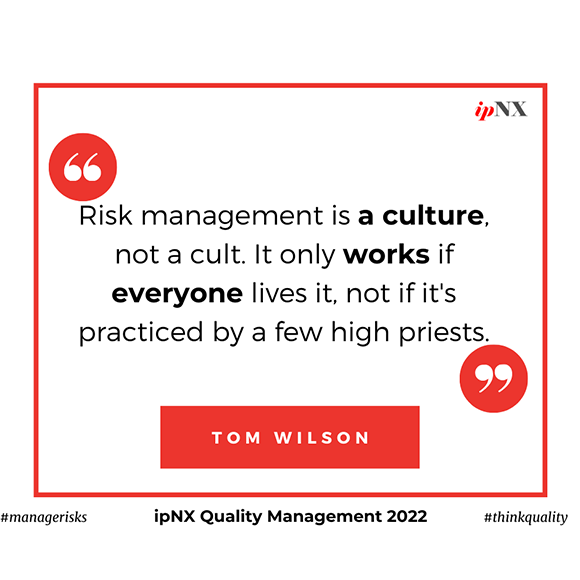 ipNX
“
Risk management is a culture,
not a cult. It only works if
everyone lives it, not if it's
practiced by a few high priests.
”
TOM WILSON
#managerisks ipNX Quality Management 2022 #thinkquality